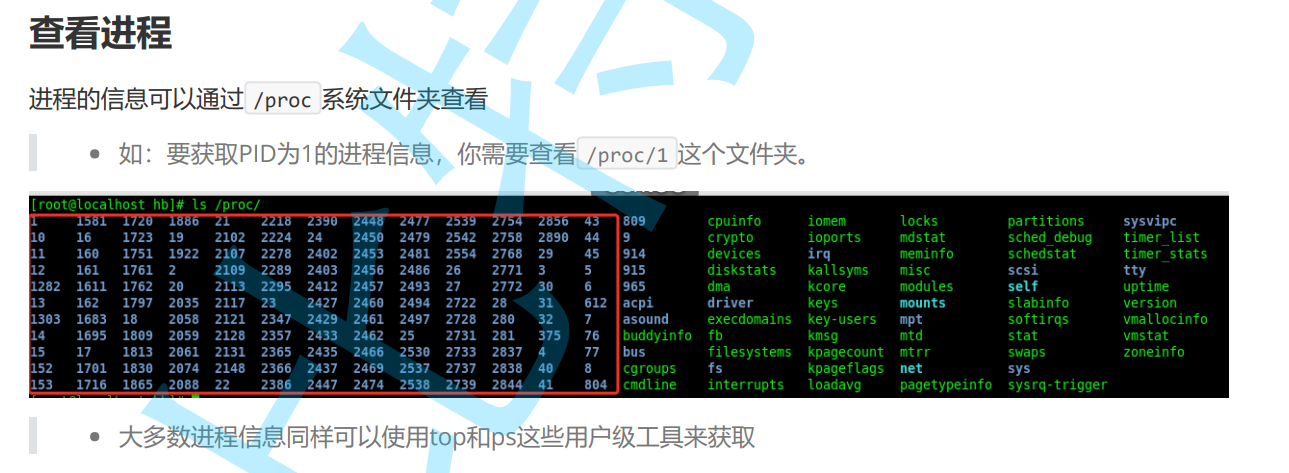 查看进程
进程的信息可以通过 /proc 系统文件夹查看
如：要获取PID为1的进程信息，你需要查看 /proc/1 这个文件夹。
[root@localhost hb]# ls /proc/
1 1581 1720 1886 21 2218 2390 2448 2477 2539 2754 2856 43 809 cpuinfo iomem locks partitions sysvipc
10 16 1723 19 2102 2224 24 2450 2479 2542 2758 2890 44 9 crypto ioports mdstat sched_debug timer_list
11 160 1751 1922 2107 2278 2402 2453 2481 2554 2768 29 45 914 devices irq meminfo schedstat timer_stats
12 161 1761 2 2109 2289 2403 2456 2486 26 2771 3 5 915 diskstats kallsyms misc scsi tty
1282 1611 1762 20 2113 2295 2412 2457 2493 27 2772 30 6 965 dma kcore modules self uptime
13 162 1797 2035 2117 23 2427 2460 2494 2722 28 31 612 acpi driver keys mounts slabinfo version
1303 1683 18 2058 2121 2347 2429 2461 2497 2728 280 32 7 asound execdomains key-users mpt softirqs vmallocinfo
14 1695 1809 2059 2128 2357 2433 2462 25 2731 281 375 76 buddyinfo fb kmsg mtd stat vmstat
15 17 1813 2061 2131 2365 2435 2466 2530 2733 2837 4 77 bus filesystems kpagecount mtrr swaps zoneinfo
152 1701 1830 2074 2148 2366 2437 2469 2537 2737 2838 40 8 cgroups fs kpageflags net sys
153 1716 1865 2088 22 2386 2447 2474 2538 2739 2844 41 804 cmdline interrupts loadavg pagetypeinfo sysrq-trigger
大多数进程信息同样可以使用top和ps这些用户级工具来获取